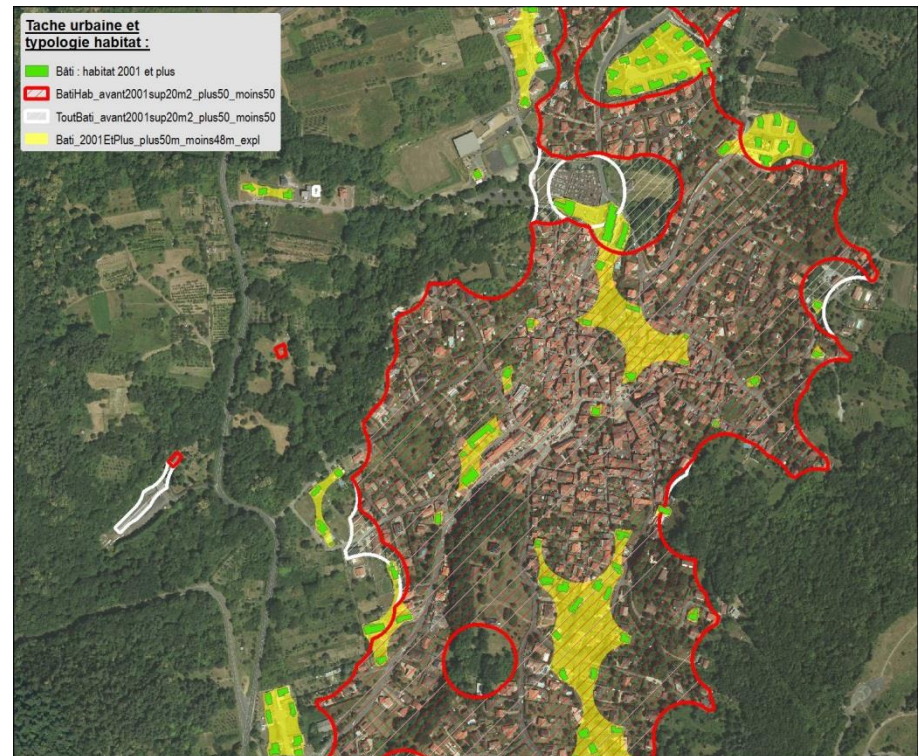 Tache urbaine et
typologie habitat :
Bâti : habitat 2001 et plus
BatiHab_avant2001sup20m2_plus50_moins50
ToutBati_avant2001sup20m2_plus50_moins50
Bati_2001EtPlus_plus50m_moins48m_expl